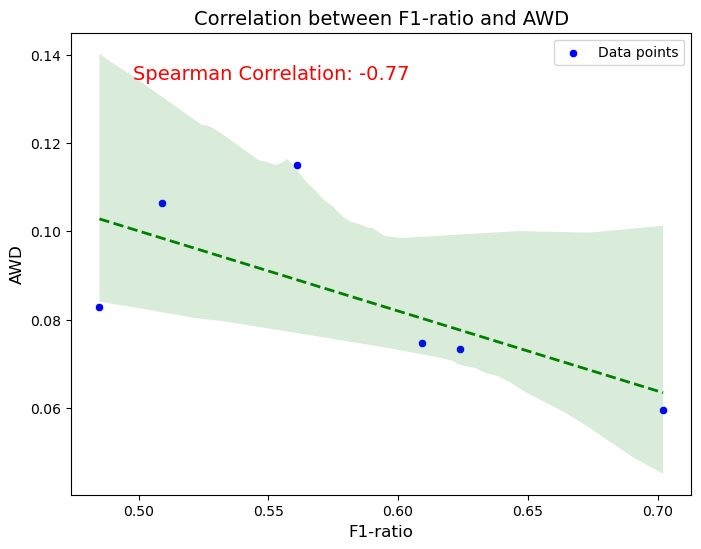 Correlation between F1-ratio and AWD
Spearman Correlation: -0.77
Data points
0.14
0.12
0.10
0.08
0.06
AWD
0.50
0.55
0.60
0.65
0.70
F1-ratio